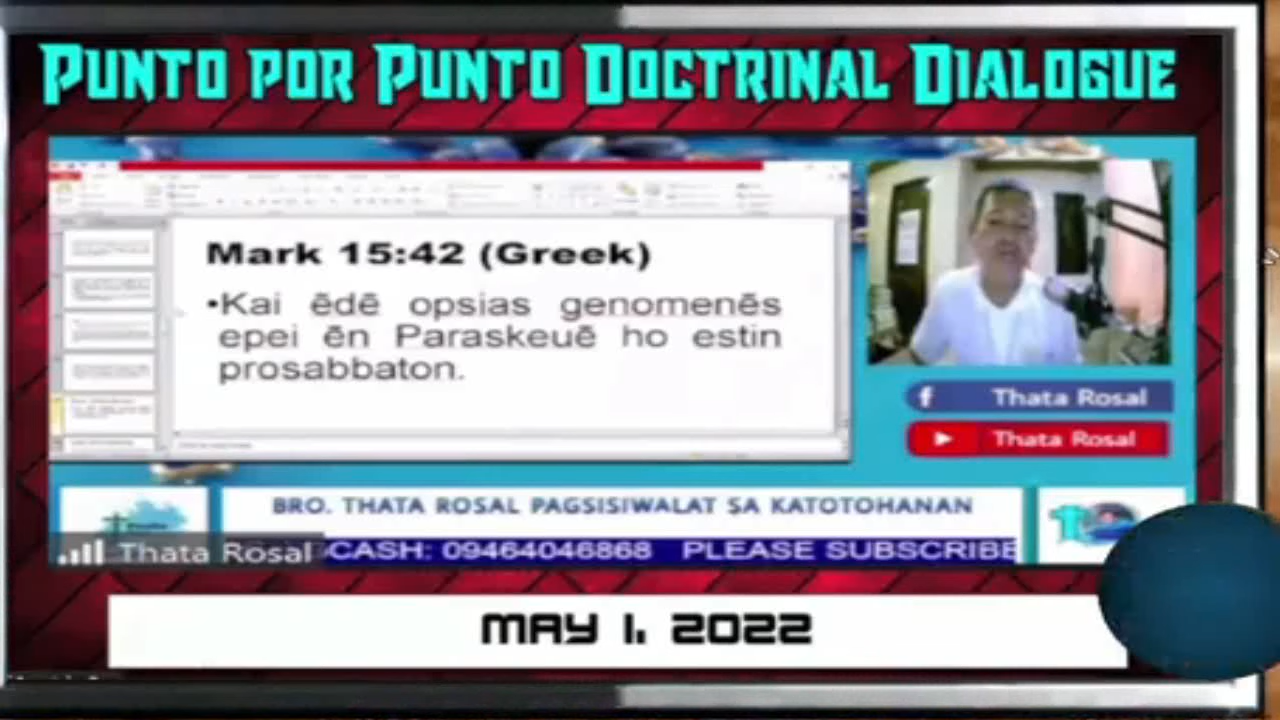 PUNTO POR PUNTO DOCTRINAL DIALOGUE
Mark 15:42 (Greek)
•Kai ēdē opsias genomenēs
epei ēn Paraskeuē ho estin
prosabbaton.
f Thata Rosal
Thata Rosal
BRO. THATA ROSAL PAGSISIWALAT SA KATOTOHANAN
Thata Rosal
CASH: 09464046868 PLEASE SUBSCRIBE
MAY 1, 2022